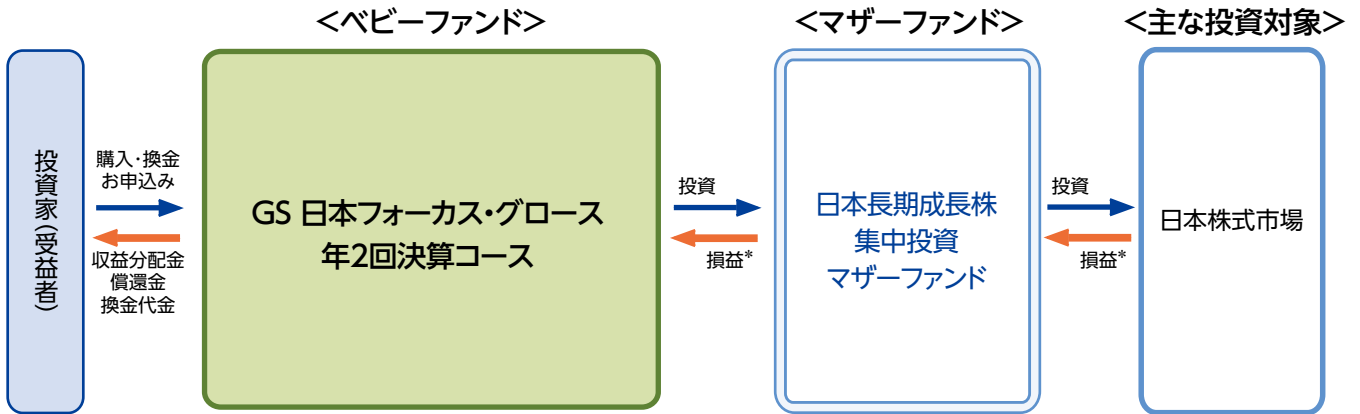 <ベビーファンド>
<マザーファンド>
<主な投資対象>
投資家(受益者)
購入・換金
お申込み
収益分配金
償還金
換金代金
GS 日本フォーカス・グロース
年2回決算コース
投資
損益*
日本長期成長株
集中投資
マザーファンド
投資
損益*
日本株式市場